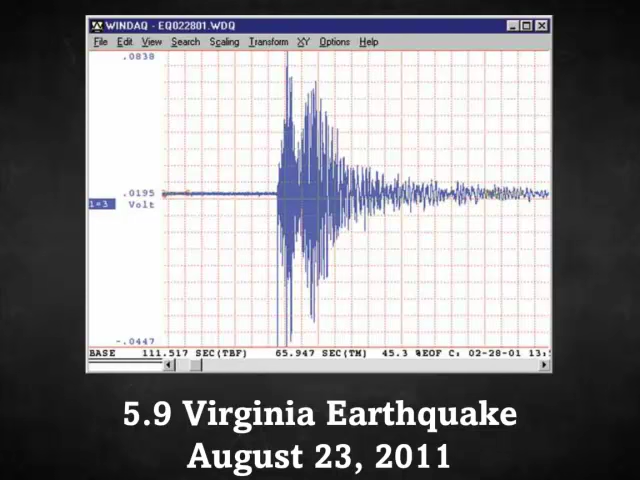 WINDAQ - EQ022801.WDQ
File Edit View Search Scaling Transform XY Options Help
.0838
.0195
1=3 Volt
-.0447
BASE 111.517 SEC(TBF) 65.947 SEC(TM) 45.3 %EOF C: 02-28-01
5.9 Virginia Earthquake
August 23, 2011